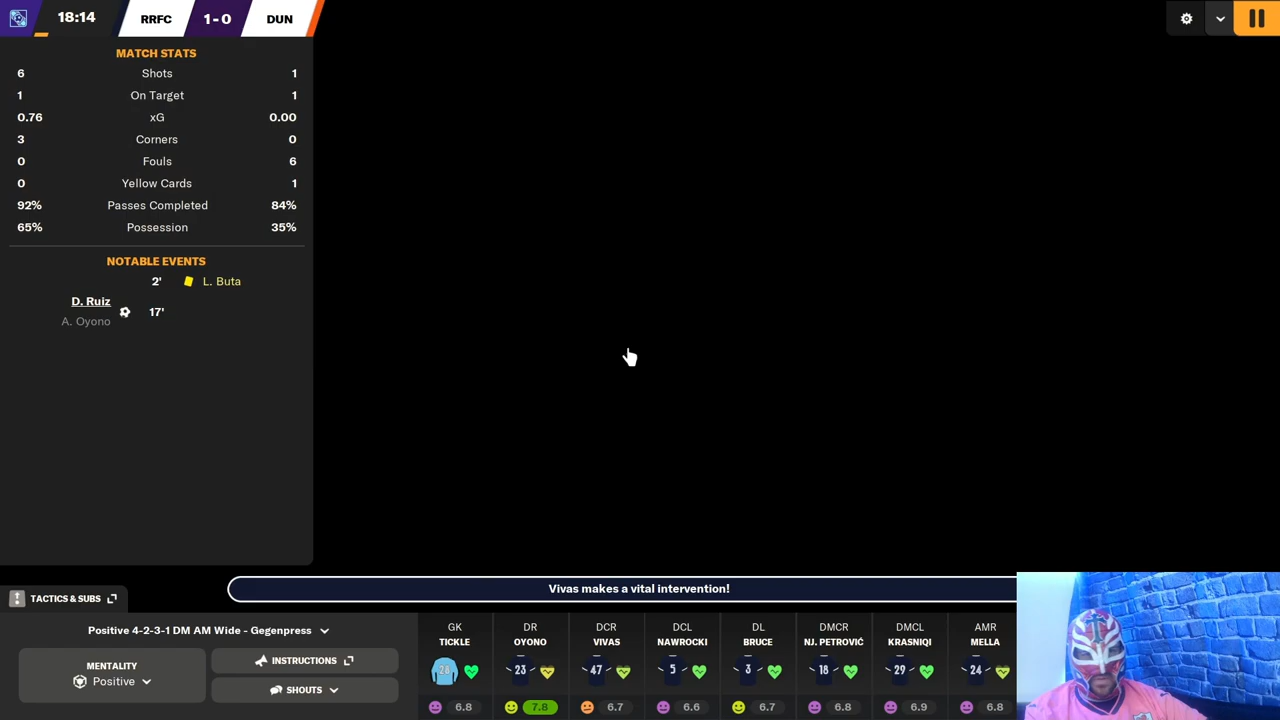 18:14 RRFC 1 - 0 DUN
MATCH STATS
6 Shots 1
1 On Target 1
0.76 xG 0.00
3 Corners 0
0 Fouls 6
0 Yellow Cards 1
92% Passes Completed 84%
65% Possession 35%
NOTABLE EVENTS
2' L. Buta
D. Ruiz
17'
A. Oyono
Vivas makes a vital intervention!
TACTICS & SUBS
Positive 4-2-3-1 DM AM Wide - Gegenpress
MENTALITY
Positive
INSTRUCTIONS
SHOUTS
GK DR DCR DCL DL DMCR DMCL AMR
TICKLE OYONO VIVAS NAWROCKI BRUCE NJ. PETROVIĆ KRASNIQI MELLA
28 23 47 5 3 18 29 24
6.8 7.8 6.7 6.6 6.7 6.8 6.9 6.8